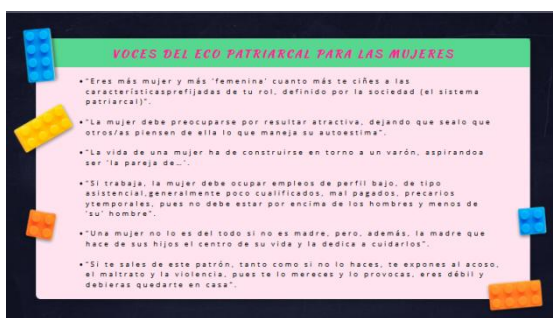 VOCES DEL ECO PATRIARCAL PARA LAS MUJERES
•"Eres más mujer y más 'femenina' cuanto más te ciñes a las
característicasprefijadas de tu rol, definido por la sociedad (el sistema
patriarcal)".
•"La mujer debe preocuparse por resultar atractiva, dejando que sealo que
otros/as piensen de ella lo que maneja su autoestima".
•"La vida de una mujer ha de construirse en torno a un varón, aspirandoa
ser 'la pareja de…'.
•"Si trabaja, la mujer debe ocupar empleos de perfil bajo, de tipo
asistencial,generalmente poco cualificados, mal pagados, precarios
ytemporales, pues no debe estar por encima de los hombres y menos de
'su' hombre".
•"Una mujer no lo es del todo si no es madre, pero, además, la madre que
hace de sus hijos el centro de su vida y la dedica a cuidarlos".
•"Si te sales de este patrón, tanto como si no lo haces, te expones al acoso,
el maltrato y la violencia, pues te lo mereces y lo provocas, eres débil y
debieras quedarte en casa".